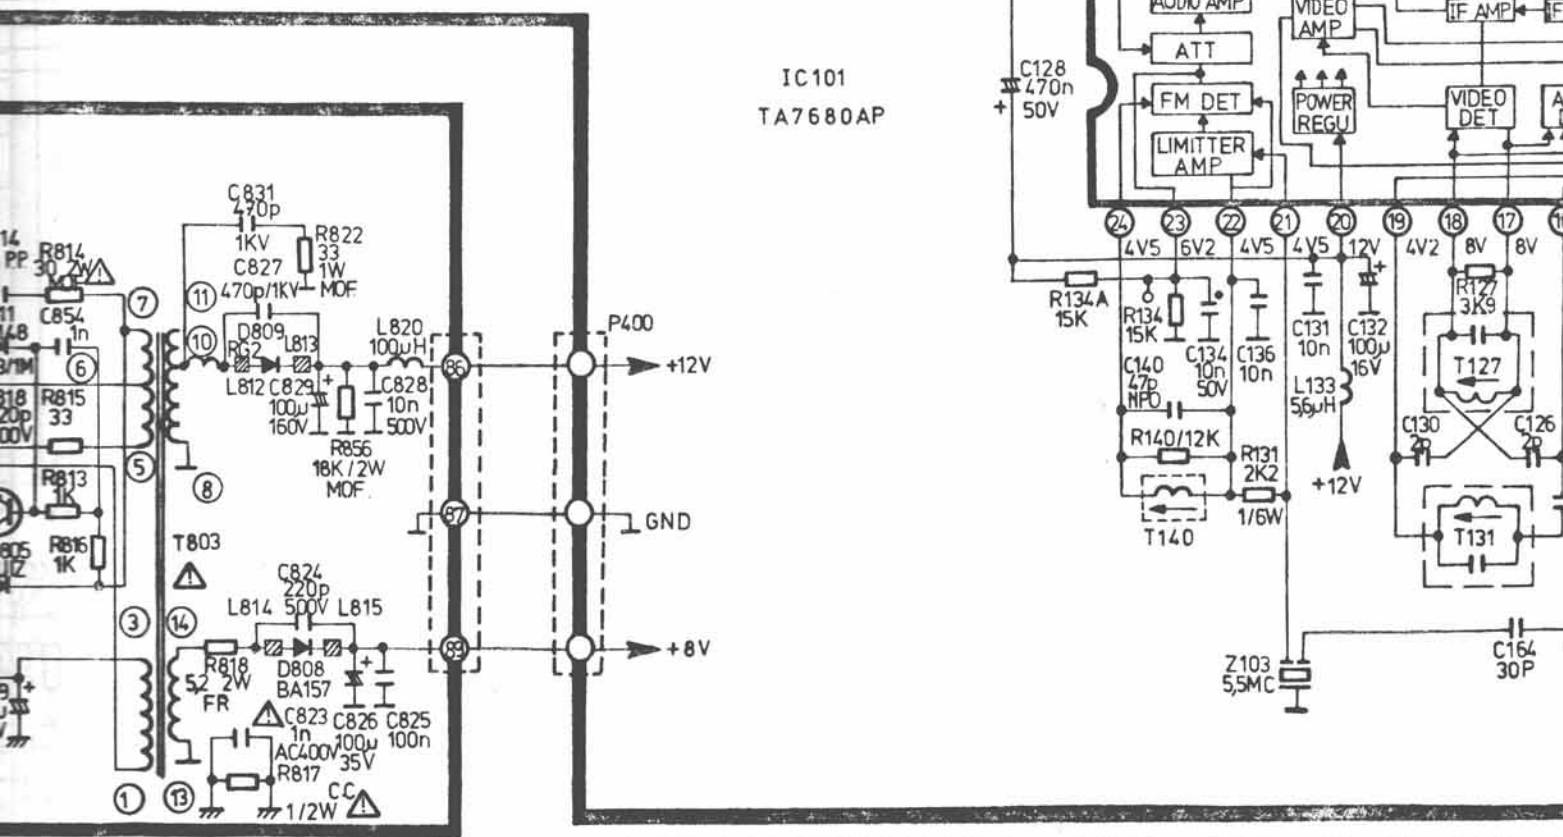 AUDIO AMP
VIDEO
AMP
IF AMP
ATT
FM DET
POWER
REGU
VIDEO
DET
LIMITTER
AMP
IC101
TA7680AP
C128
470n
50V
+
24
23
22
21
20
19
18
17
4V5
6V2
4V5
4V5
12V
4V2
8V
8V
C831
470p
1KV
R822
33
1W
MOF
C827
470p/1KV
R814
30 2W
C854
1n
7
11
10
6
D809
RG2
L813
L812
L820
100µH
C829
100µ
160V
+
C828
10n
500V
R856
18K/2W
MOF
R815
33
5
8
R813
1K
R816
1K
T803
86
87
89
P400
+12V
GND
+8V
3
14
1
13
C824
220p
500V
L814
L815
R818
5,2 2W
FR
D808
BA157
C823
1n
AC400V
C826
100µ
35V
+
C825
100n
R817
1/2W
C.C
R134A
15K
R134
15K
C134
10n
50V
C136
10n
C131
10n
C132
100µ
16V
+
C140
47p
NPO
R140/12K
R131
2K2
1/6W
T140
L133
5,6µH
+12V
R127
3K9
T127
C130
2p
C126
2p
T131
Z103
5,5MC
C164
30P